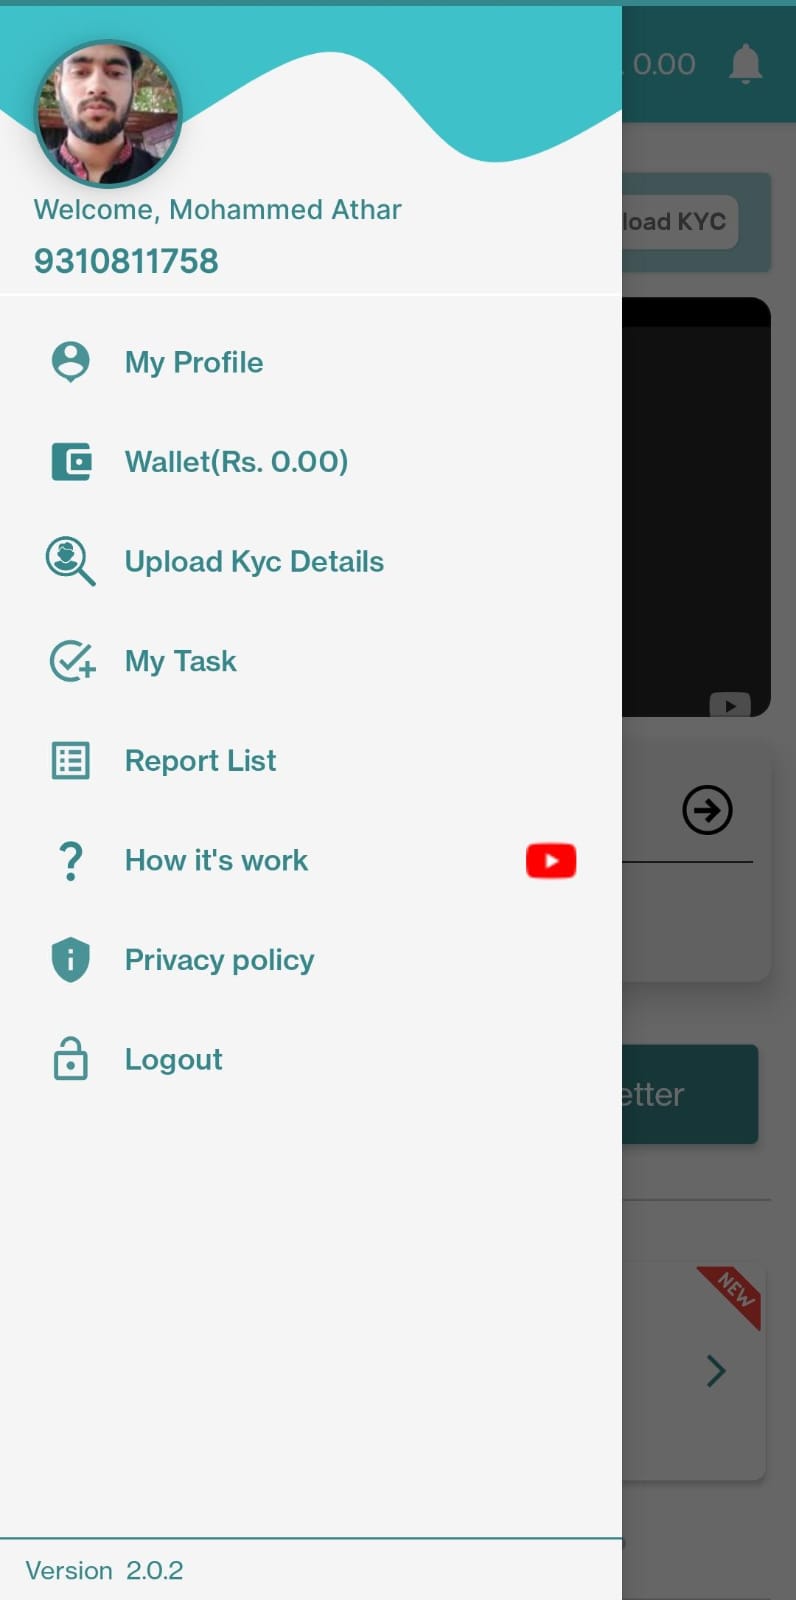 0.00
Welcome, Mohammed Athar
9310811758
load KYC
My Profile
Wallet(Rs. 0.00)
Upload Kyc Details
My Task
Report List
How it's work
Privacy policy
Logout
etter
NEW
Version 2.0.2